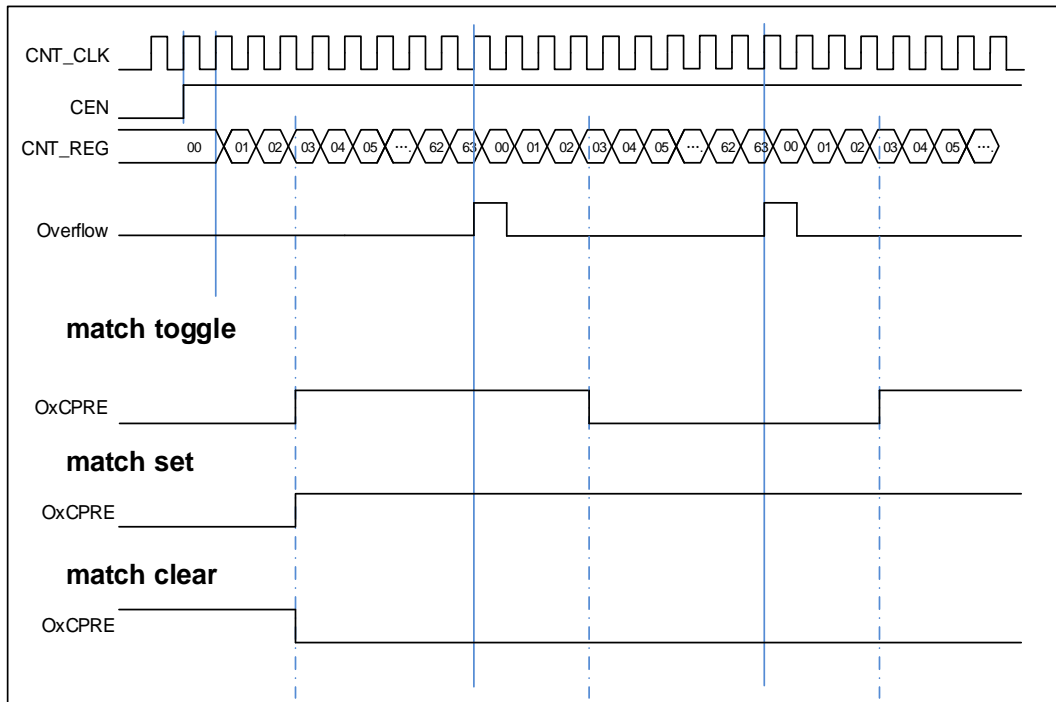 CNT_CLK
CEN
CNT_REG 00 01 02 03 04 05 .... 62 63 00 01 02 03 04 05 .... 62 63 00 01 02 03 04 05 ....
Overflow
match toggle
OxCPRE
match set
OxCPRE
match clear
OxCPRE